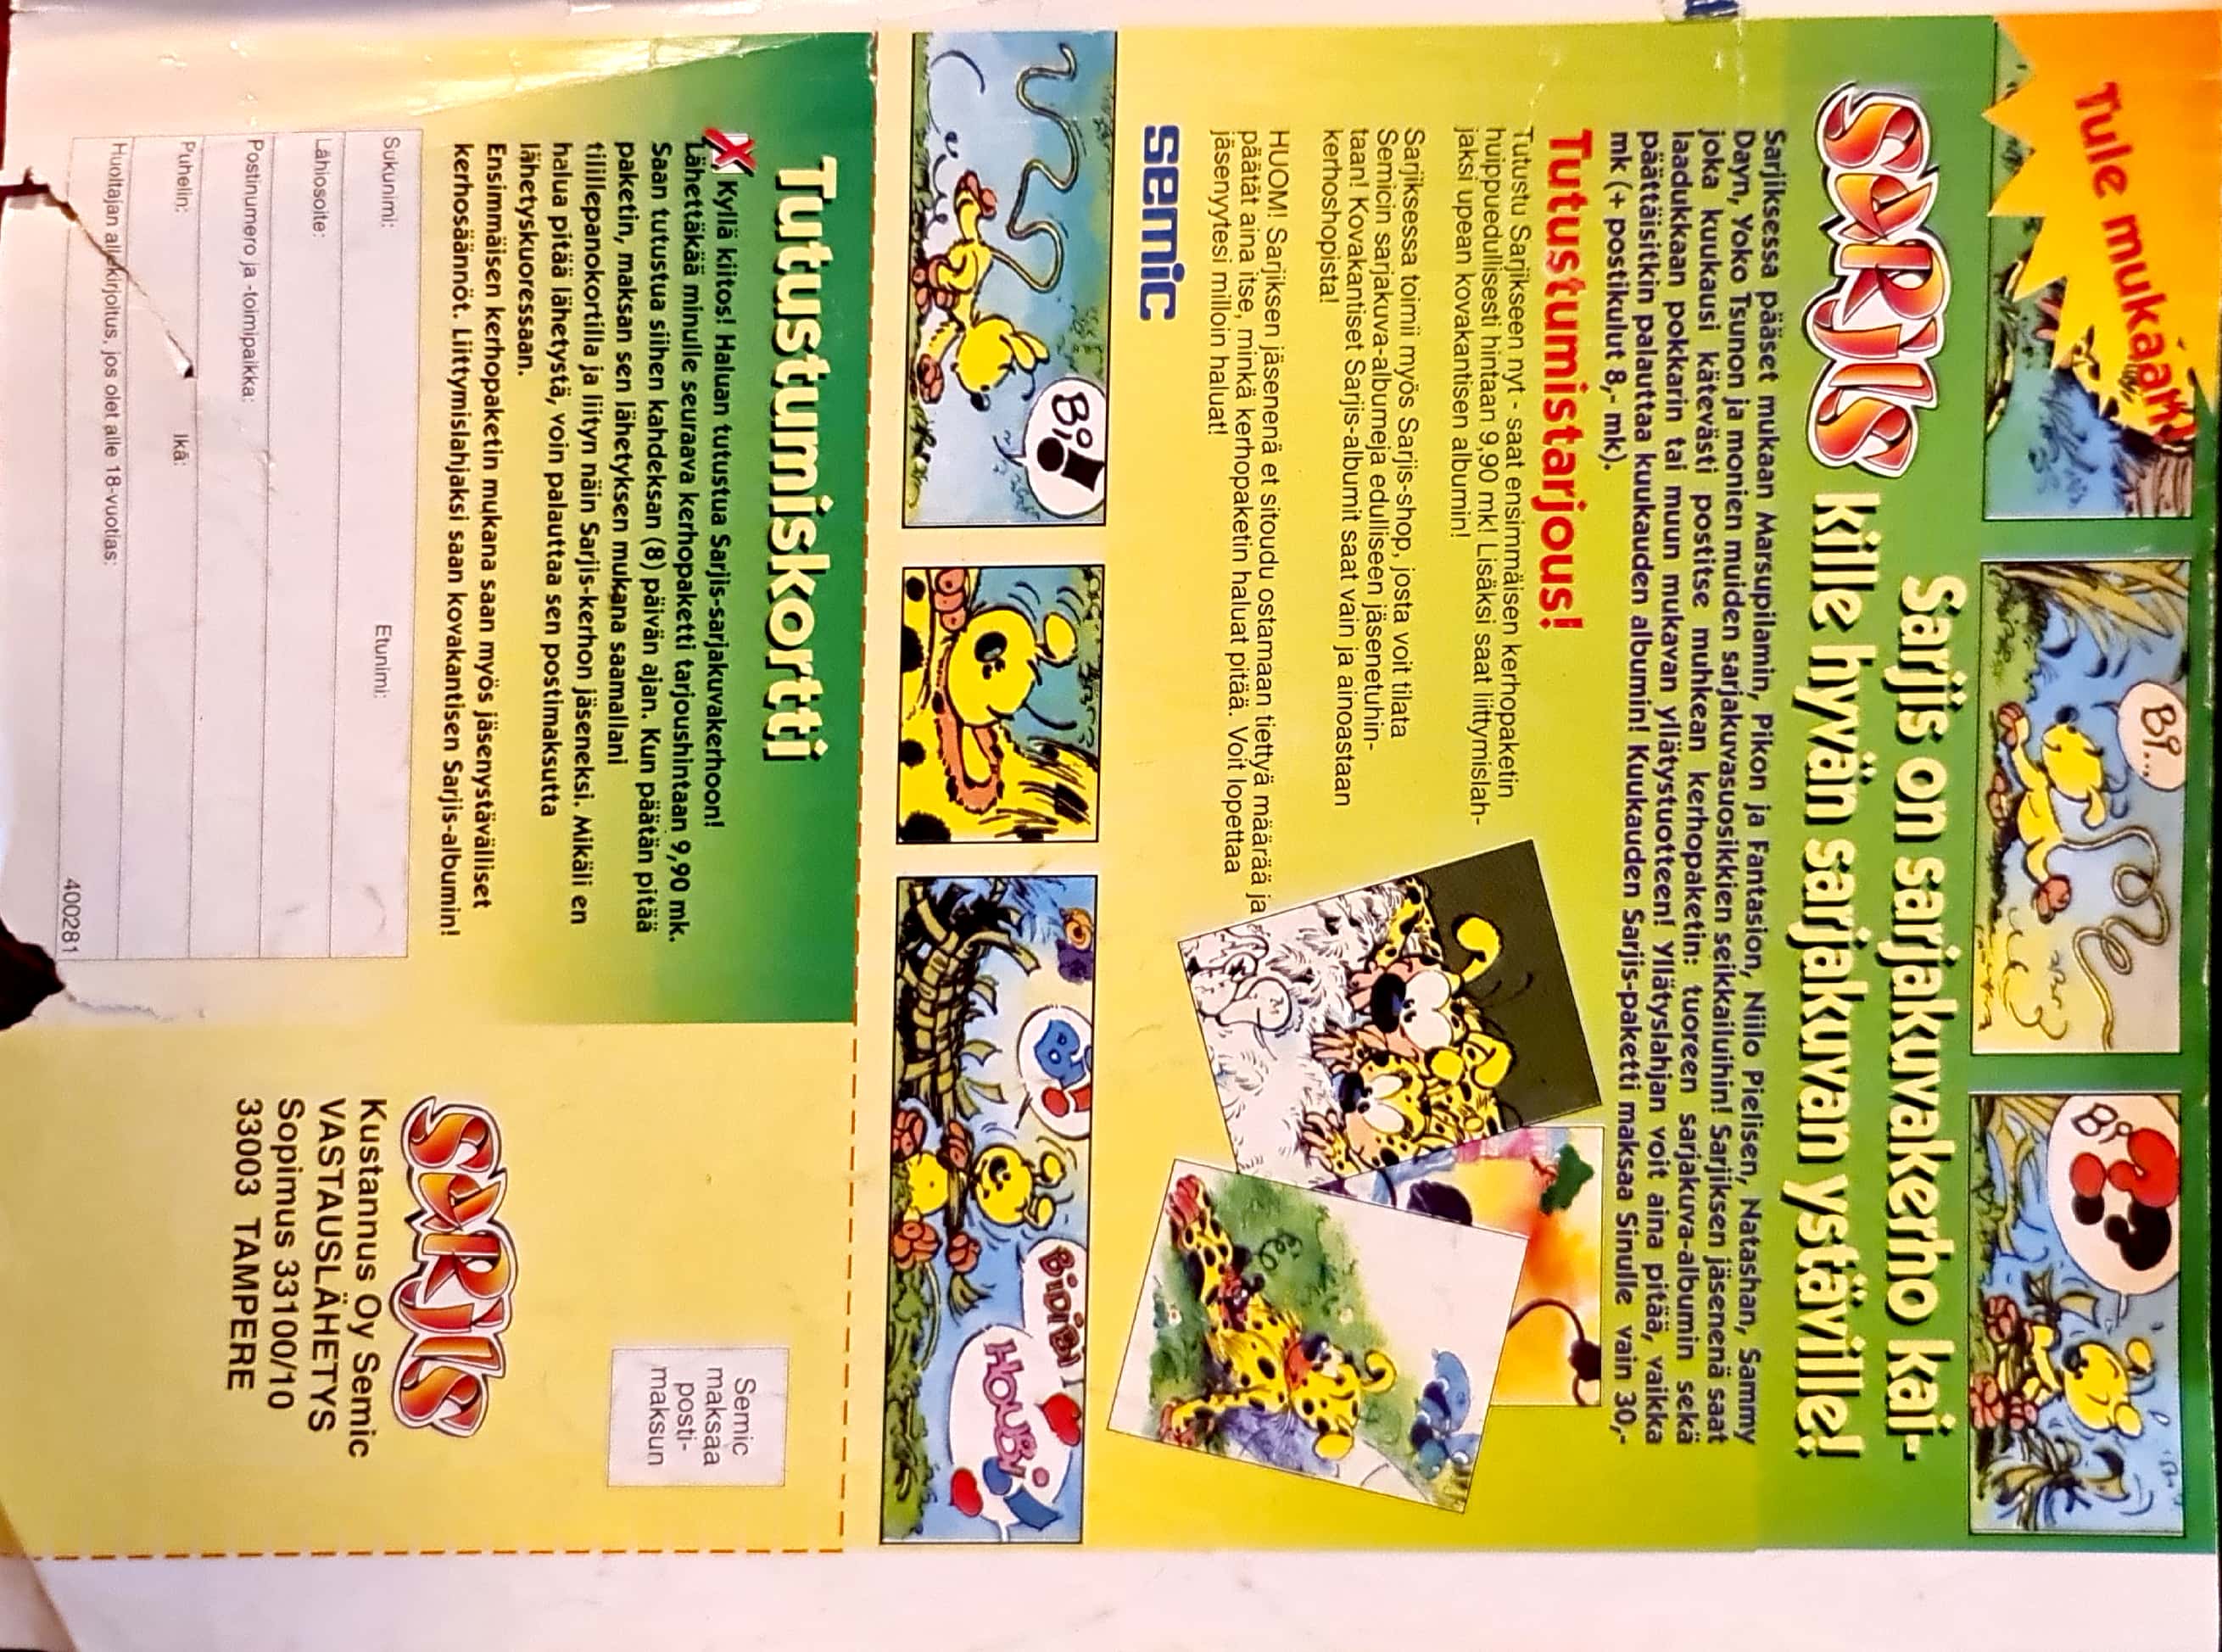 Tule mukaan!
Bi...
Bi??
SARJIS
Sarjis on sarjakuvakerho kai-
kille hyvän sarjakuvan ystäville!
Sarjiksessa pääset mukaan Marsupilamin, Pikon ja Fantasion, Niilo Pielisen, Natashan, Sammy
Dayn, Yoko Tsunon ja monien muiden sarjakuvasuosikkien seikkailuihin! Sarjiksen jäsenenä saat
joka kuukausi kätevästi postitse muhkean kerhopaketin: tuoreen sarjakuva-albumin sekä
laadukkaan pokkarin tai muun mukavan yllätystuotteen! Yllätyslahjan voit aina pitää, vaikka
päättäisitkin palauttaa kuukauden albumin! Kuukauden Sarjis-paketti maksaa Sinulle vain 30,-
mk (+ postikulut 8,- mk).
Tutustumistarjous!
Tutustu Sarjikseen nyt - saat ensimmäisen kerhopaketin
huippuedullisesti hintaan 9,90 mk! Lisäksi saat liittymislah-
jaksi upean kovakantisen albumin!
Sarjiksessa toimii myös Sarjis-shop, josta voit tilata
Semicin sarjakuva-albumeja edulliseen jäsenetuhin-
taan! Kovakantiset Sarjis-albumit saat vain ja ainoastaan
kerhoshopista!
HUOM! Sarjiksen jäsenenä et sitoudu ostamaan tiettyä määrää ja
päätät aina itse, minkä kerhopaketin haluat pitää. Voit lopettaa
jäsenyytesi milloin haluat!
semic
Bi!
Bi!
BiDiBi
HOUBi
Tutustumiskortti
X Kyllä kiitos! Haluan tutustua Sarjis-sarjakuvakerhoon!
Lähettäkää minulle seuraava kerhopaketti tarjoushintaan 9,90 mk.
Saan tutustua siihen kahdeksan (8) päivän ajan. Kun päätän pitää
paketin, maksan sen lähetyksen mukana saamallani
tilillepanokortilla ja liityn näin Sarjis-kerhon jäseneksi. Mikäli en
halua pitää lähetystä, voin palauttaa sen postimaksutta
lähetyskuoressaan.
Ensimmäisen kerhopaketin mukana saan myös jäsenystävälliset
kerhosäännöt. Liittymislahjaksi saan kovakantisen Sarjis-albumin!
Sukunimi: Etunimi:
Lähiosoite:
Postinumero ja -toimipaikka:
Puhelin: Ikä:
Huoltajan allekirjoitus, jos olet alle 18-vuotias:
400281
Semic
maksaa
posti-
maksun
SARJIS
Kustannus Oy Semic
VASTAUSLÄHETYS
Sopimus 33100/10
33003 TAMPERE